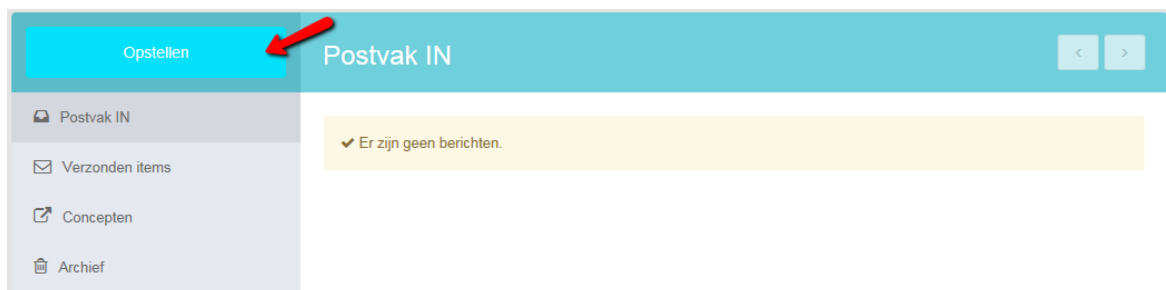 Opstellen
Postvak IN
Postvak IN
Er zijn geen berichten.
Verzonden items
Concepten
Archief